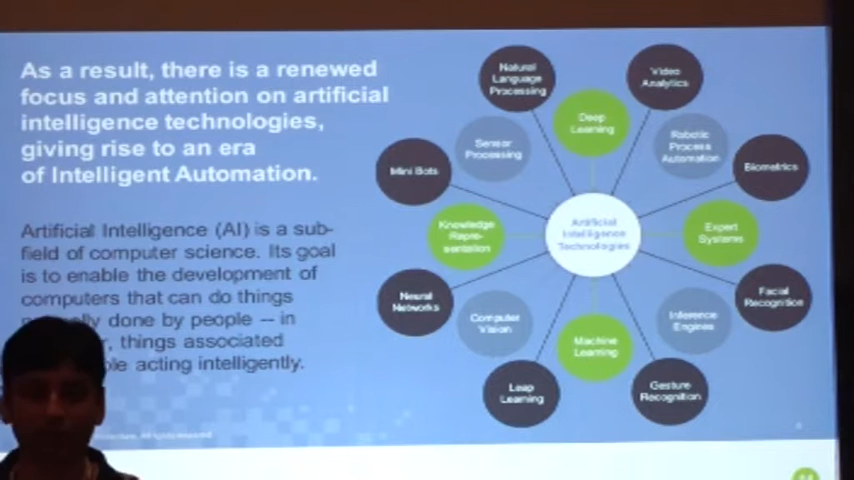 As a result, there is a renewed
focus and attention on artificial
intelligence technologies,
giving rise to an era
of Intelligent Automation.
Artificial Intelligence (AI) is a sub-
field of computer science. Its goal
is to enable the development of
computers that can do things
done by people – in
things associated
acting intelligently.
Natural
Language
Processing
Video
Analytics
Deep
Learning
Sensor
Processing
Robotic
Process
Automation
Mini Bots
Biometrics
Knowledge
Repre-
sentation
Artificial
Intelligence
Technologies
Expert
Systems
Neural
Networks
Facial
Recognition
Computer
Vision
Inference
Engines
Machine
Learning
Leap
Learning
Gesture
Recognition